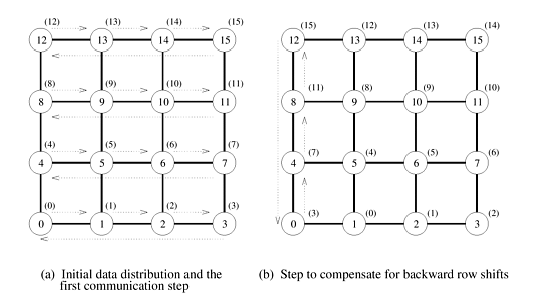 (12) (13) (14) (15)
12 13 14 15
(8) (9) (10) (11)
8 9 10 11
(4) (5) (6) (7)
4 5 6 7
(0) (1) (2) (3)
0 1 2 3
(a) Initial data distribution and the
first communication step
(15) (12) (13) (14)
12 13 14 15
(11) (8) (9) (10)
8 9 10 11
(7) (4) (5) (6)
4 5 6 7
(3) (0) (1) (2)
0 1 2 3
(b) Step to compensate for backward row shifts